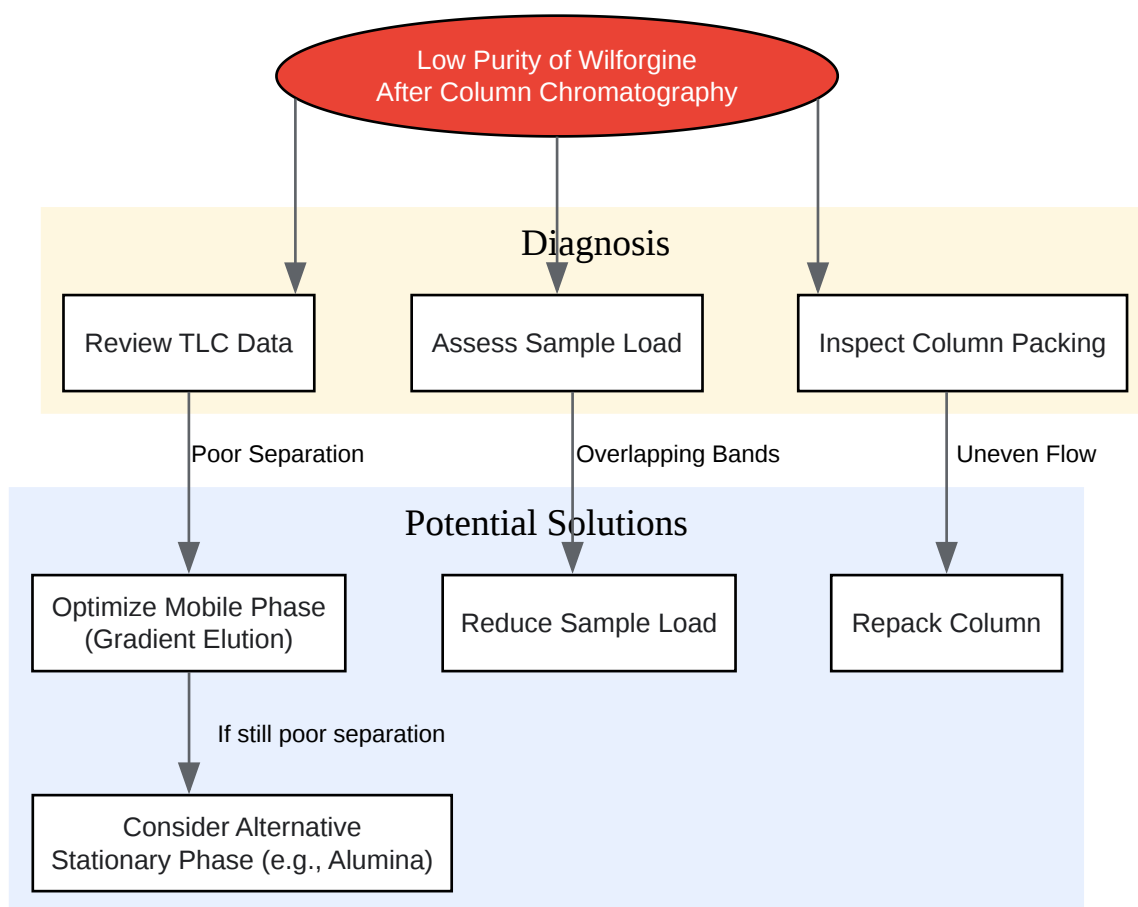 Low Purity of Wilforgine
After Column Chromatography
Diagnosis
Review TLC Data
Assess Sample Load
Inspect Column Packing
Poor Separation
Overlapping Bands
Uneven Flow
Potential Solutions
Optimize Mobile Phase
(Gradient Elution)
Reduce Sample Load
Repack Column
If still poor separation
Consider Alternative
Stationary Phase (e.g., Alumina)